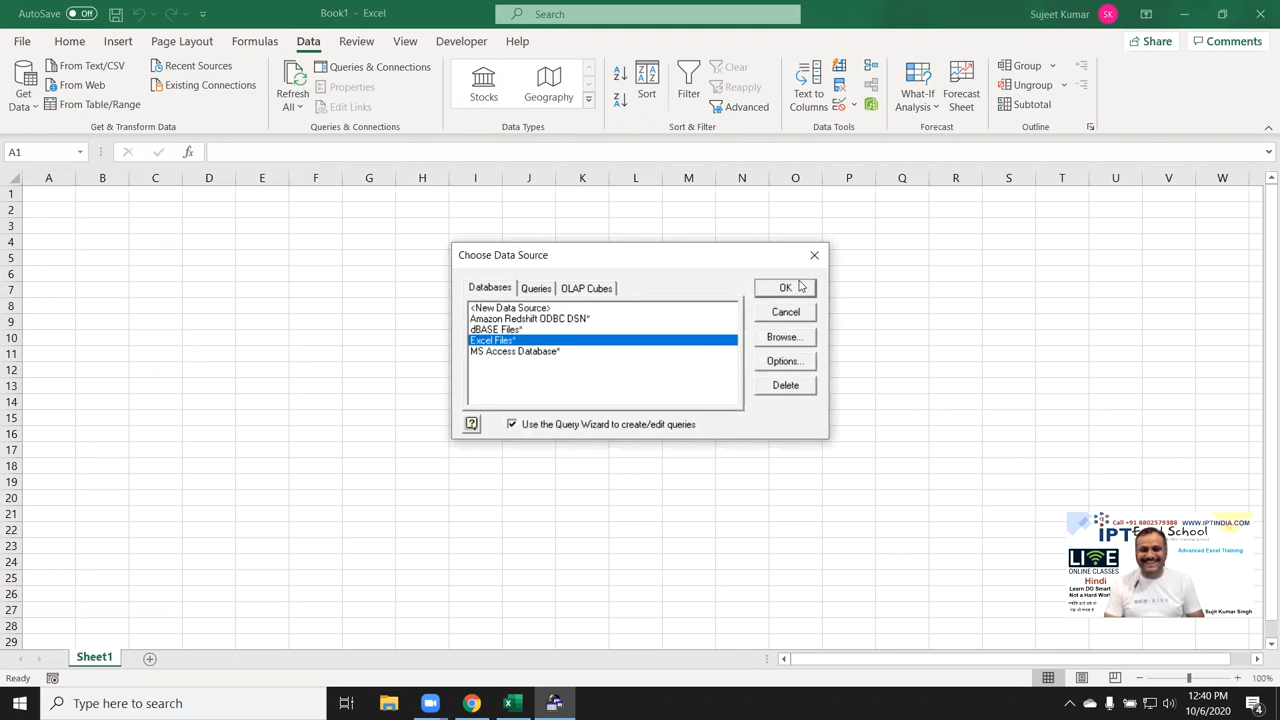 AutoSave Off
Book1 - Excel
Search
Sujeet Kumar
SK
File Home Insert Page Layout Formulas Data Review View Developer Help
Share Comments
Get Data
From Text/CSV
From Web
From Table/Range
Recent Sources
Existing Connections
Refresh All
Queries & Connections
Properties
Edit Links
Stocks
Geography
Sort
Filter
Clear
Reapply
Advanced
Text to Columns
What-If Analysis
Forecast Sheet
Group
Ungroup
Subtotal
Get & Transform Data
Queries & Connections
Data Types
Sort & Filter
Data Tools
Forecast
Outline
A1
fx
A B C D E F G H I J K L M N O P Q R S T U V W
1
2
3
4
5
6
7
8
9
10
11
12
13
14
15
16
17
18
19
20
21
22
23
24
25
26
27
28
29
Choose Data Source
Databases Queries OLAP Cubes
<New Data Source>
Amazon Redshift ODBC DSN*
dBASE Files*
Excel Files*
MS Access Database*
OK
Cancel
Browse...
Options...
Delete
Use the Query Wizard to create/edit queries
Call +91 8802579388 WWW.IPTINDIA.COM
IPT Excel School
Advanced Excel Training
LIVE
ONLINE CLASSES
Hindi
Learn DO Smart
Not a Hard Work
Sujit Kumar Singh
Sheet1
Ready
100%
Type here to search
12:40 PM
10/6/2020